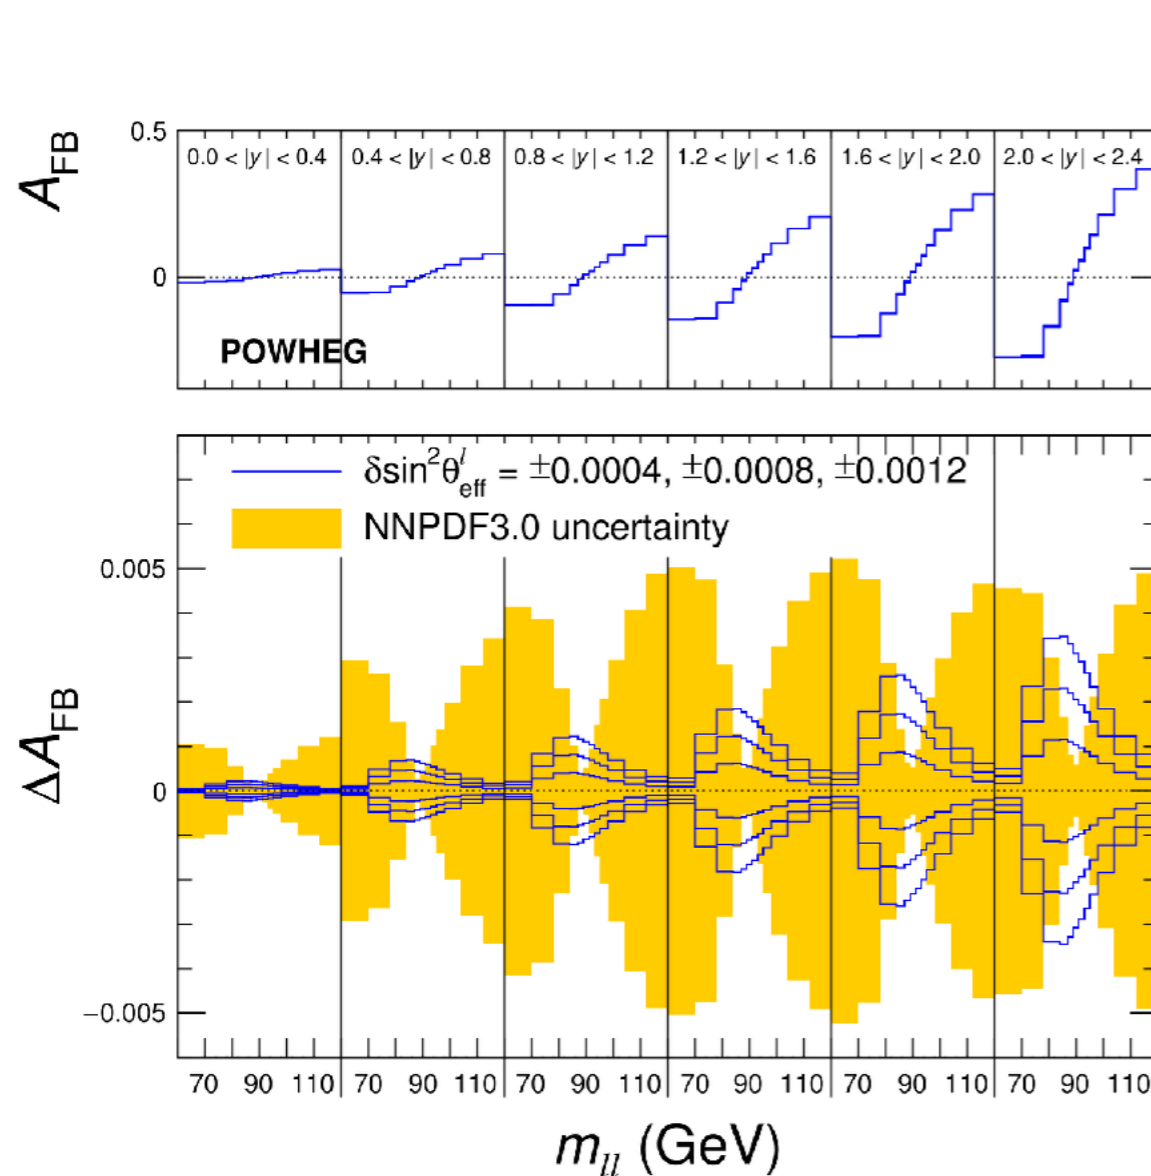 0.5
A_FB
0.0 < |y| < 0.4 0.4 < |y| < 0.8 0.8 < |y| < 1.2 1.2 < |y| < 1.6 1.6 < |y| < 2.0 2.0 < |y| < 2.4
0
POWHEG
δsin²θ^l_eff = ±0.0004, ±0.0008, ±0.0012
NNPDF3.0 uncertainty
0.005
ΔA_FB
0
−0.005
70 90 110 70 90 110 70 90 110 70 90 110 70 90 110 70 90 110
m_ll (GeV)